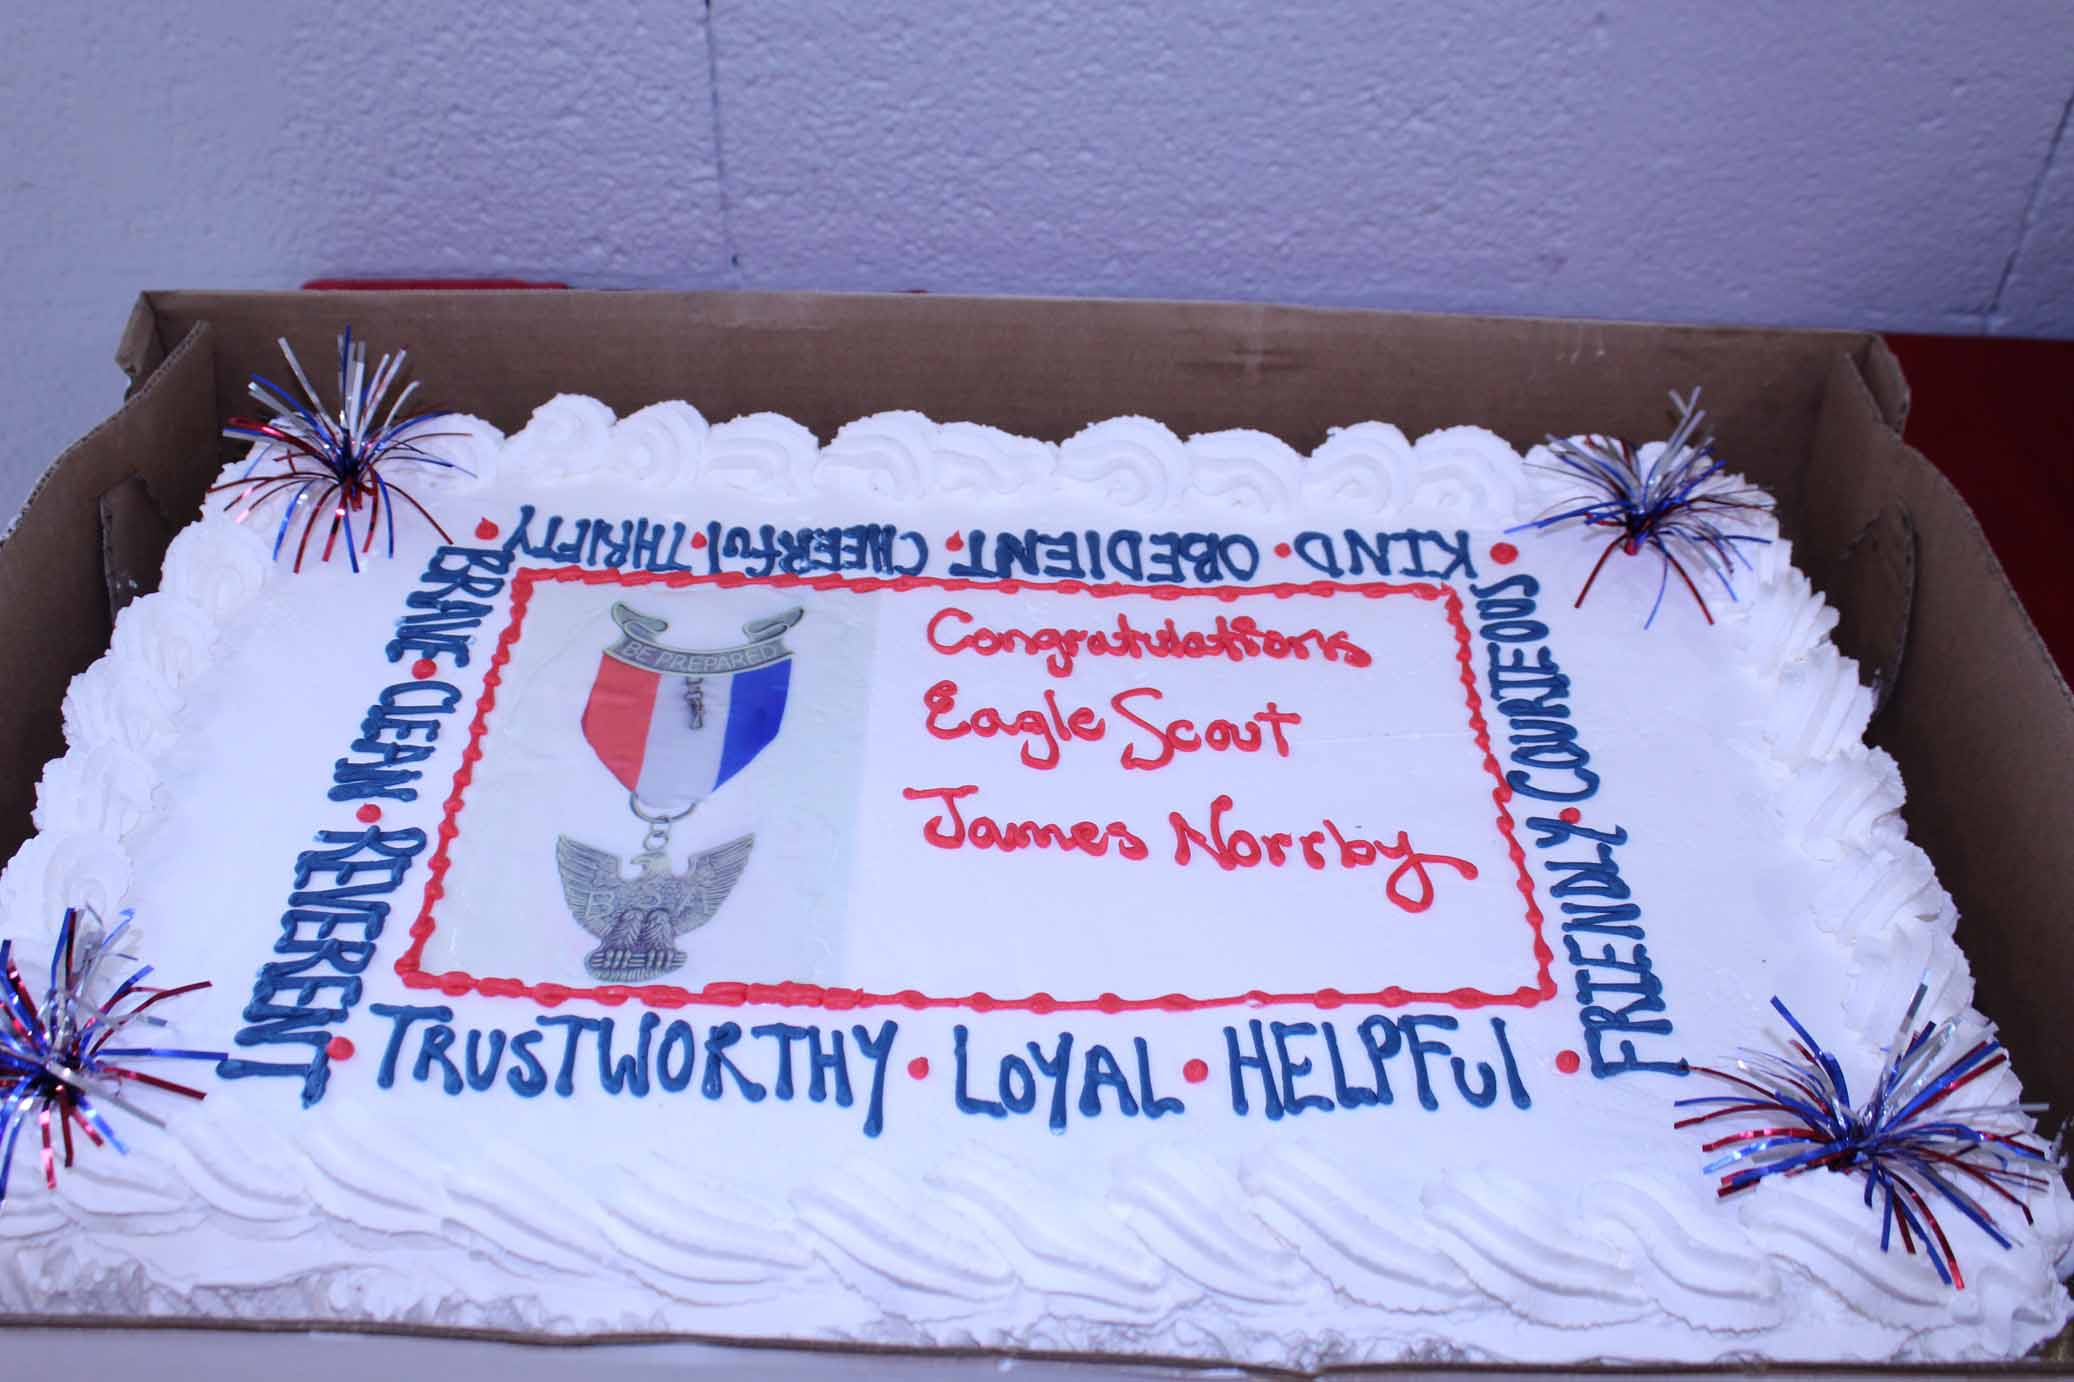 BE PREPARED
BSA
Congratulations
Eagle Scout
James Norrby
TRUSTWORTHY • LOYAL • HELPFUL •
FRIENDLY • COURTEOUS •
KIND • OBEDIENT • CHEERFUL • THRIFTY •
BRAVE • CLEAN • REVERENT •